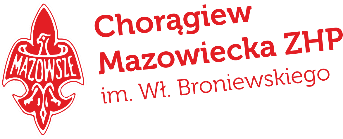 MAZOWSZE
Chorągiew
Mazowiecka ZHP
im. Wł. Broniewskiego